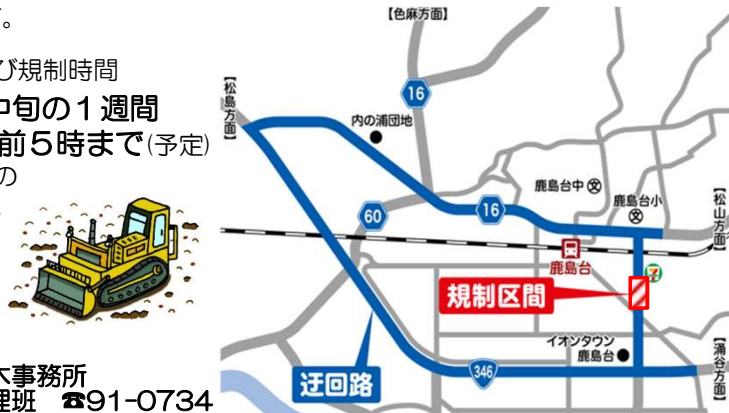 す。
び規制時間
中旬の１週間
前５時まで(予定)
の
木事務所
理班 ☎91-0734
【色麻方面】
【松島方面】
16
内の浦団地
鹿島台中
文
鹿島台小
文
【松山方面】
60
16
鹿島台
7
規制区間
イオンタウン
鹿島台
346
迂回路
【涌谷方面】